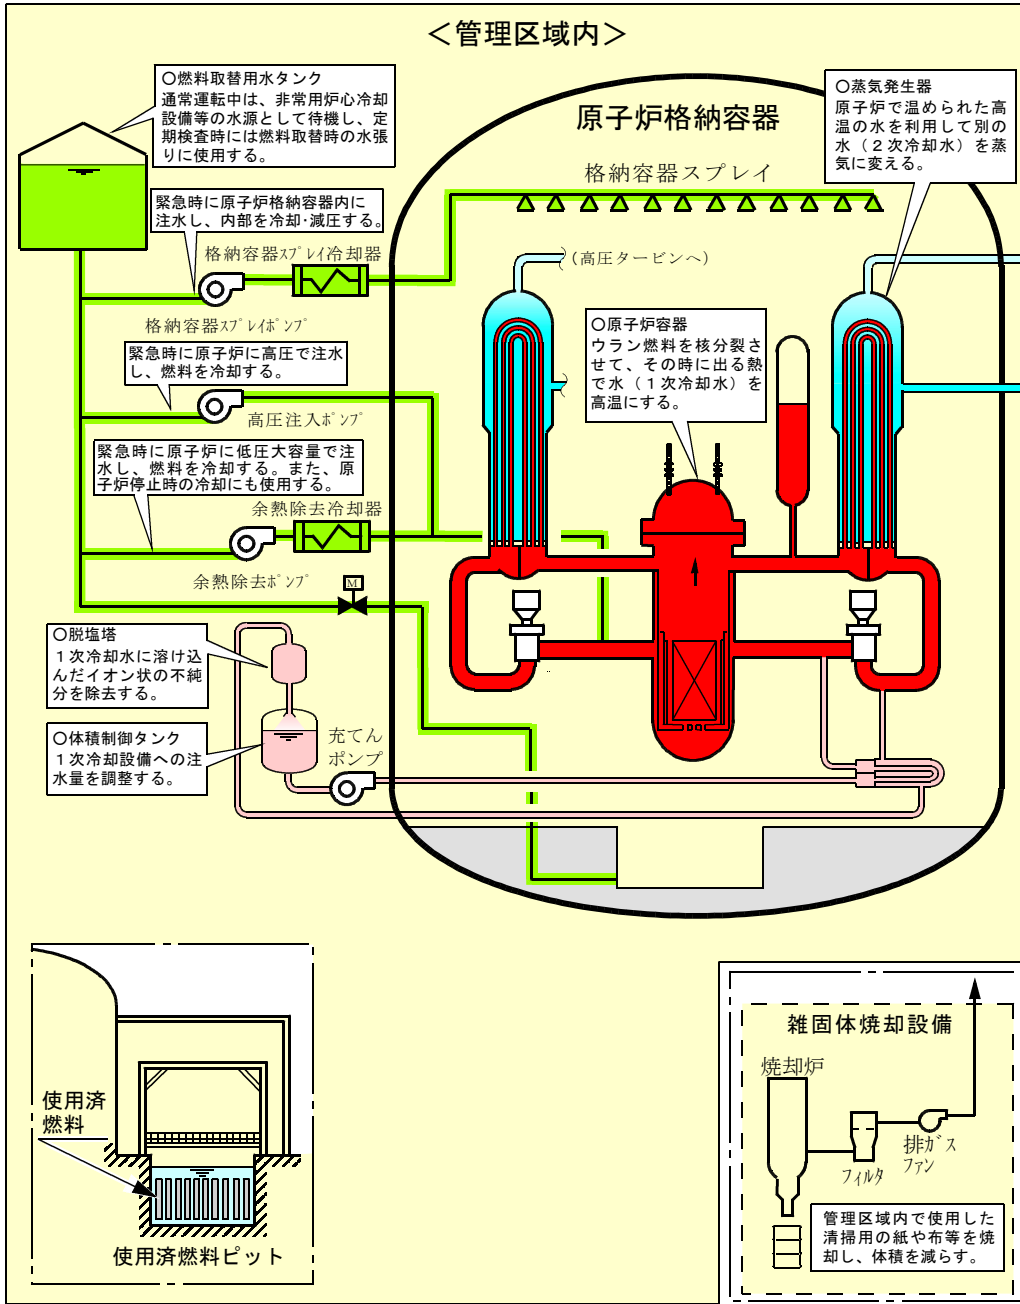 ＜管理区域内＞
○燃料取替用水タンク
通常運転中は、非常用炉心冷却
設備等の水源として待機し、定
期検査時には燃料取替時の水張
りに使用する。
原子炉格納容器
格納容器スプレイ
○蒸気発生器
原子炉で温められた高
温の水を利用して別の
水（２次冷却水）を蒸
気に変える。
緊急時に原子炉格納容器内に
注水し、内部を冷却･減圧する。
格納容器ｽﾌﾟﾚｲ冷却器
（高圧タービンへ）
格納容器ｽﾌﾟﾚｲﾎﾟﾝﾌﾟ
○原子炉容器
ウラン燃料を核分裂さ
せて、その時に出る熱
で水（１次冷却水）を
高温にする。
緊急時に原子炉に高圧で注水
し、燃料を冷却する。
高圧注入ﾎﾟﾝﾌﾟ
緊急時に原子炉に低圧大容量で注
水し、燃料を冷却する。また、原
子炉停止時の冷却にも使用する。
余熱除去冷却器
余熱除去ﾎﾟﾝﾌﾟ
M
○脱塩塔
１次冷却水に溶け込
んだイオン状の不純
分を除去する。
○体積制御タンク
１次冷却設備への注
水量を調整する。
充てん
ポンプ
使用済
燃料
使用済燃料ピット
雑固体焼却設備
焼却炉
フィルタ
排ｶﾞｽ
ﾌｧﾝ
管理区域内で使用した
清掃用の紙や布等を焼
却し、体積を減らす。